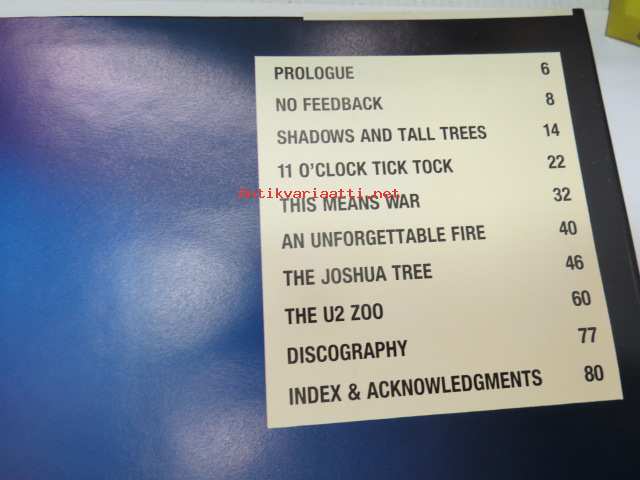 PROLOGUE 6
NO FEEDBACK 8
SHADOWS AND TALL TREES 14
11 O'CLOCK TICK TOCK 22
Antikvariaatti.net
THIS MEANS WAR 32
AN UNFORGETTABLE FIRE 40
THE JOSHUA TREE 46
THE U2 ZOO 60
DISCOGRAPHY 77
INDEX & ACKNOWLEDGMENTS 80